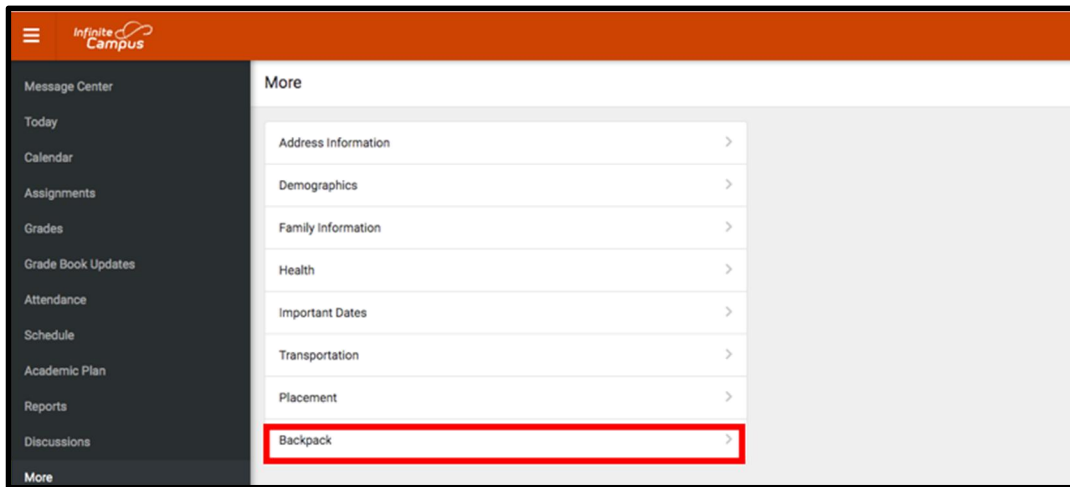 Infinite
Campus
Message Center
Today
Calendar
Assignments
Grades
Grade Book Updates
Attendance
Schedule
Academic Plan
Reports
Discussions
More
More
Address Information
Demographics
Family Information
Health
Important Dates
Transportation
Placement
Backpack